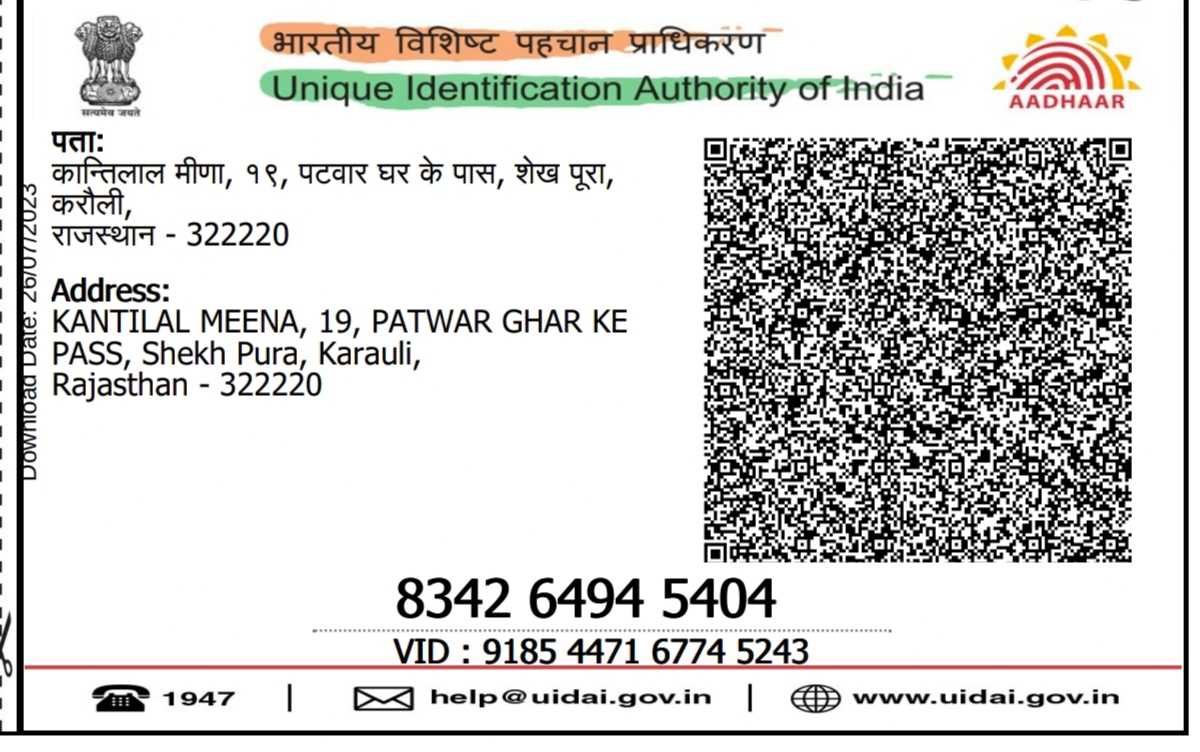 भारतीय विशिष्ट पहचान प्राधिकरण
Unique Identification Authority of India
सत्यमेव जयते
AADHAAR
पता:
कान्तिलाल मीणा, १९, पटवार घर के पास, शेख पूरा,
करौली,
राजस्थान - 322220
Address:
KANTILAL MEENA, 19, PATWAR GHAR KE
PASS, Shekh Pura, Karauli,
Rajasthan - 322220
Download Date: 26/07/2023
8342 6494 5404
VID : 9185 4471 6774 5243
1947 | help@uidai.gov.in | www.uidai.gov.in